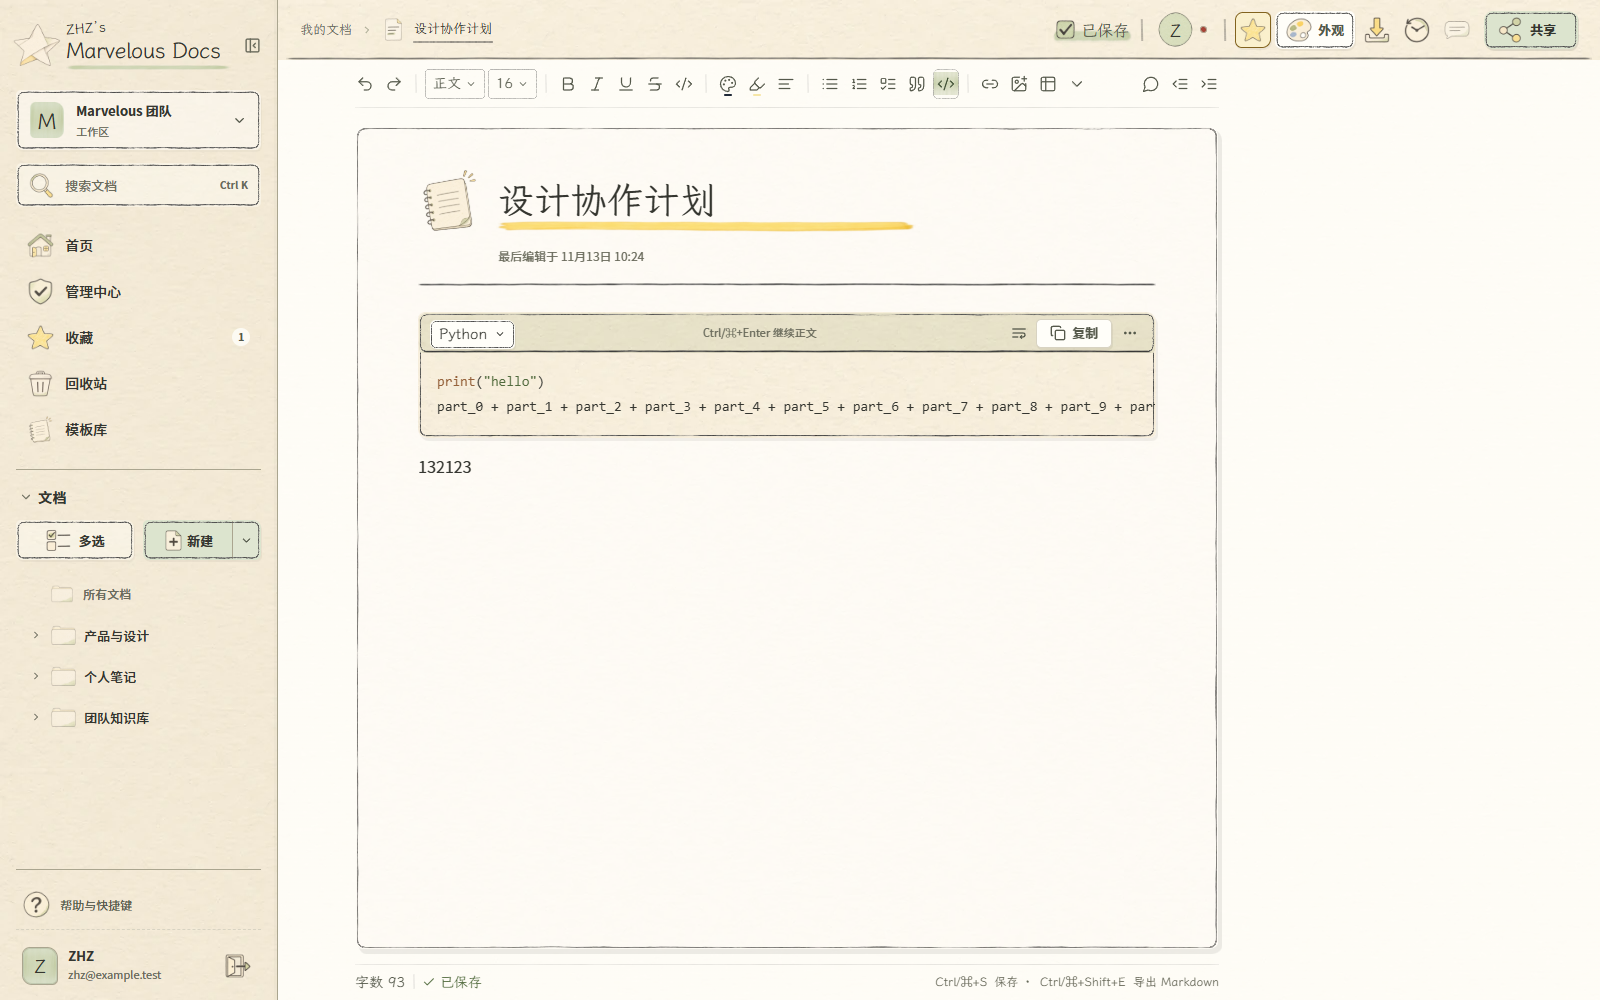 ZHZ's
Marvelous Docs
M
Marvelous 团队
工作区
搜索文档
Ctrl K
首页
管理中心
收藏
1
回收站
模板库
文档
多选
新建
所有文档
产品与设计
个人笔记
团队知识库
帮助与快捷键
Z
ZHZ
zhz@example.test
我的文档
设计协作计划
已保存
Z
外观
共享
正文
16
设计协作计划
最后编辑于 11月13日 10:24
Python
Ctrl/⌘+Enter 继续正文
复制
print("hello")
part_0 + part_1 + part_2 + part_3 + part_4 + part_5 + part_6 + part_7 + part_8 + part_9 + par
132123
字数 93
已保存
Ctrl/⌘+S 保存 · Ctrl/⌘+Shift+E 导出 Markdown